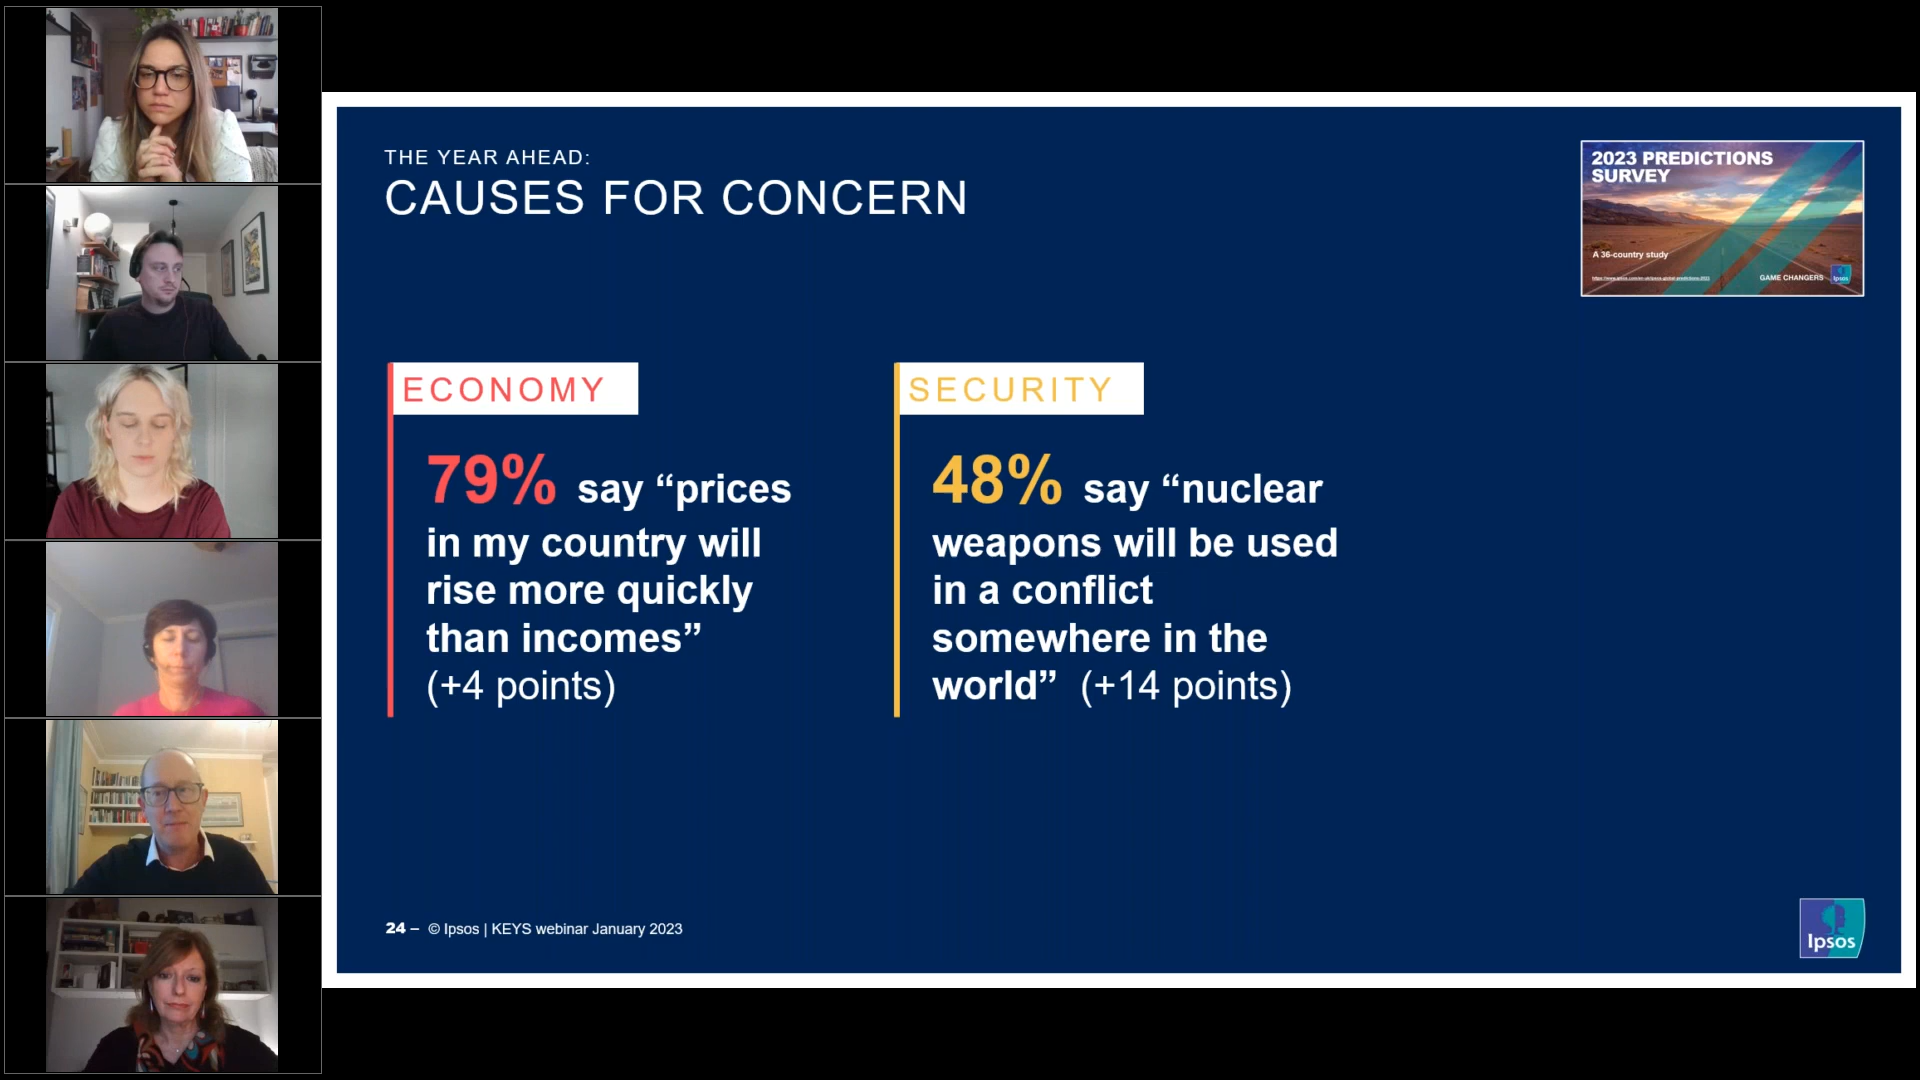 THE YEAR AHEAD:
CAUSES FOR CONCERN
2023 PREDICTIONS
SURVEY
A 36-country study
GAME CHANGERS
Ipsos
ECONOMY
79% say “prices
in my country will
rise more quickly
than incomes”
(+4 points)
SECURITY
48% say “nuclear
weapons will be used
in a conflict
somewhere in the
world” (+14 points)
24 – © Ipsos | KEYS webinar January 2023
Ipsos